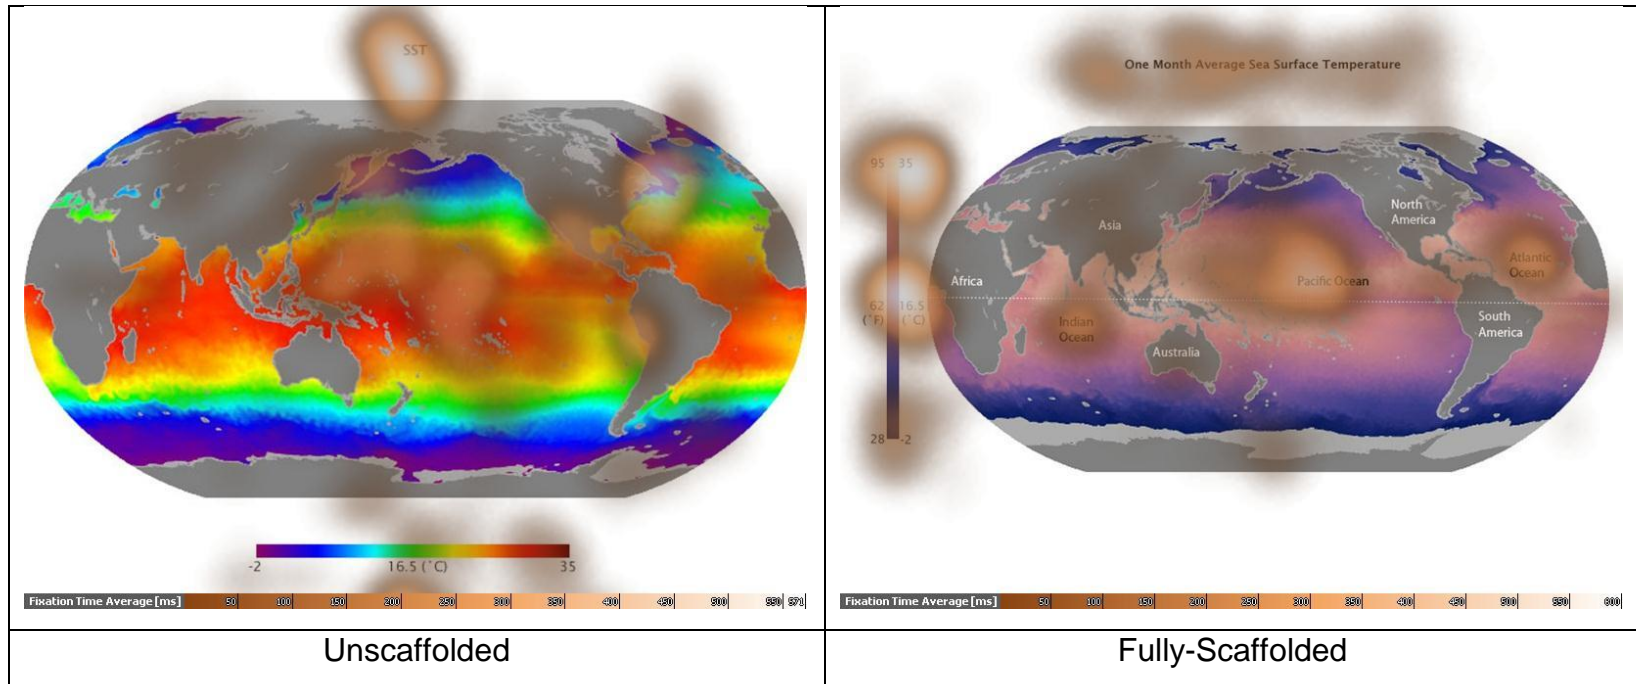 SST
-2 16.5 (˚C) 35
Fixation Time Average [ms] 50 100 150 200 250 300 350 400 450 500 550 571
Unscaffolded
One Month Average Sea Surface Temperature
95 35
North
America
Asia
Atlantic
Ocean
Africa
Pacific Ocean
62 16.5
(˚F) (˚C)
Indian
Ocean
South
America
Australia
28 -2
Fixation Time Average [ms] 50 100 150 200 250 300 350 400 450 500 550 600
Fully-Scaffolded